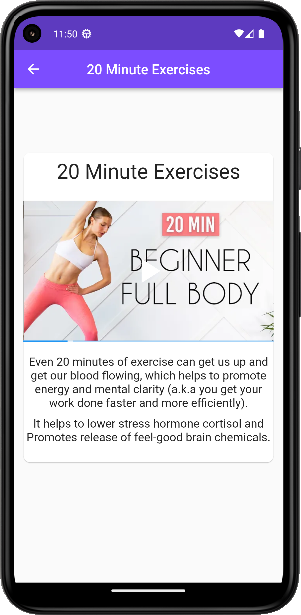 11:50
20 Minute Exercises
20 Minute Exercises
20 MIN
BEGINNER
FULL BODY
Even 20 minutes of exercise can get us up and
get our blood flowing, which helps to promote
energy and mental clarity (a.k.a you get your
work done faster and more efficiently).
It helps to lower stress hormone cortisol and
Promotes release of feel-good brain chemicals.